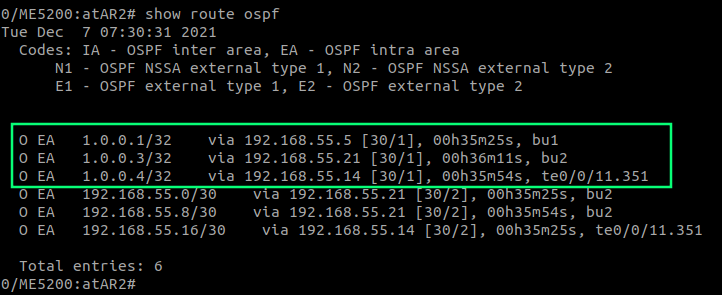 0/ME5200:atAR2# show route ospf
Tue Dec  7 07:30:31 2021
  Codes: IA - OSPF inter area, EA - OSPF intra area
      N1 - OSPF NSSA external type 1, N2 - OSPF NSSA external type 2
      E1 - OSPF external type 1, E2 - OSPF external type 2
  O EA   1.0.0.1/32     via 192.168.55.5 [30/1], 00h35m25s, bu1
  O EA   1.0.0.3/32     via 192.168.55.21 [30/1], 00h36m11s, bu2
  O EA   1.0.0.4/32     via 192.168.55.14 [30/1], 00h35m54s, te0/0/11.351
  O EA   192.168.55.0/30     via 192.168.55.21 [30/2], 00h35m25s, bu2
  O EA   192.168.55.8/30     via 192.168.55.21 [30/2], 00h35m54s, bu2
  O EA   192.168.55.16/30     via 192.168.55.14 [30/2], 00h35m25s, te0/0/11.351
  Total entries: 6
0/ME5200:atAR2#